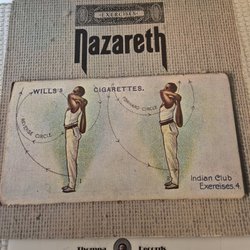 EXERCISES
Nazareth
WILLS'S CIGARETTES.
REVERSE CIRCLE
FORWARD CIRCLE
Indian Club
Exercises. 4.
Records